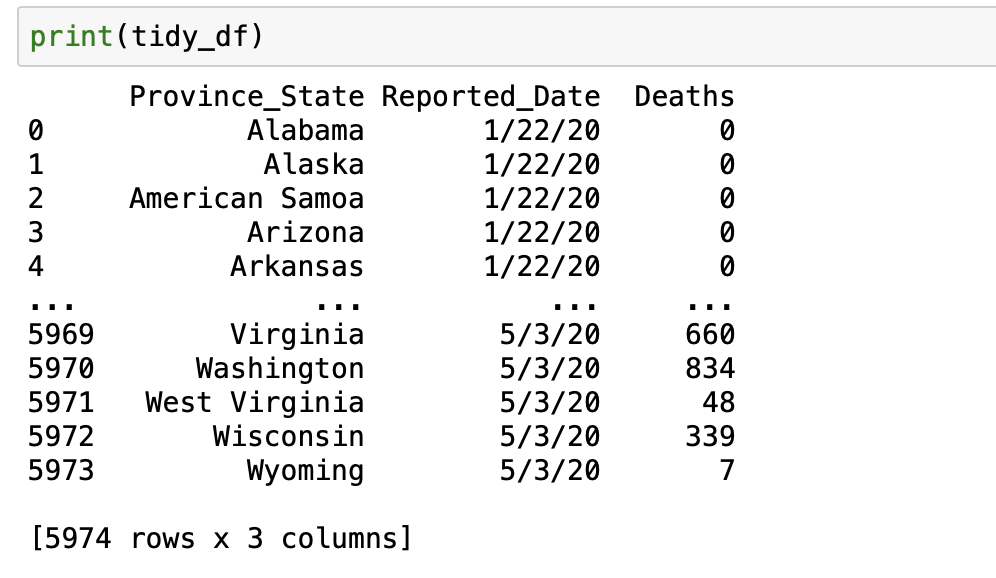 print(tidy_df)
Province_State Reported_Date Deaths
0 Alabama 1/22/20 0
1 Alaska 1/22/20 0
2 American Samoa 1/22/20 0
3 Arizona 1/22/20 0
4 Arkansas 1/22/20 0
... ... ... ...
5969 Virginia 5/3/20 660
5970 Washington 5/3/20 834
5971 West Virginia 5/3/20 48
5972 Wisconsin 5/3/20 339
5973 Wyoming 5/3/20 7
[5974 rows x 3 columns]